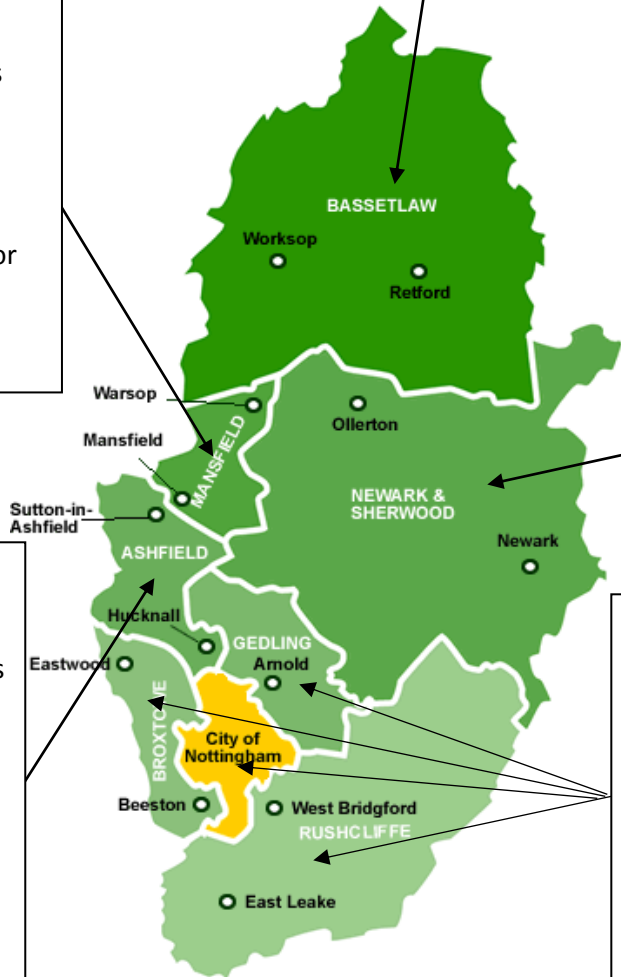 s
or
BASSETLAW
Worksop
Retford
Warsop
Ollerton
Mansfield
MANSFIELD
NEWARK &
SHERWOOD
Sutton-in-
Ashfield
ASHFIELD
Newark
Hucknall
GEDLING
Arnold
s
Eastwood
BROXTOWE
City of
Nottingham
Beeston
West Bridgford
RUSHCLIFFE
East Leake